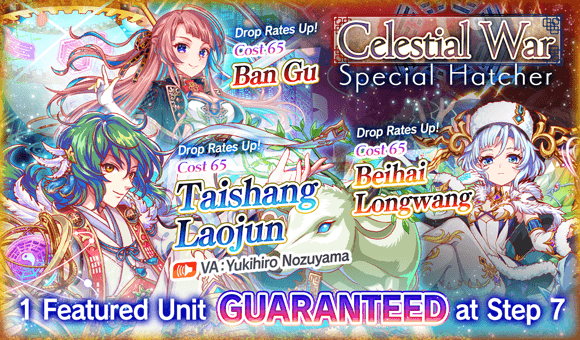 Drop Rates Up!
Cost 65
Ban Gu
Celestial War
Special Hatcher
Drop Rates Up!
Cost 65
Taishang
Laojun
VA:Yukihiro Nozuyama
Drop Rates Up!
Cost 65
Beihai
Longwang
1 Featured Unit GUARANTEED at Step 7